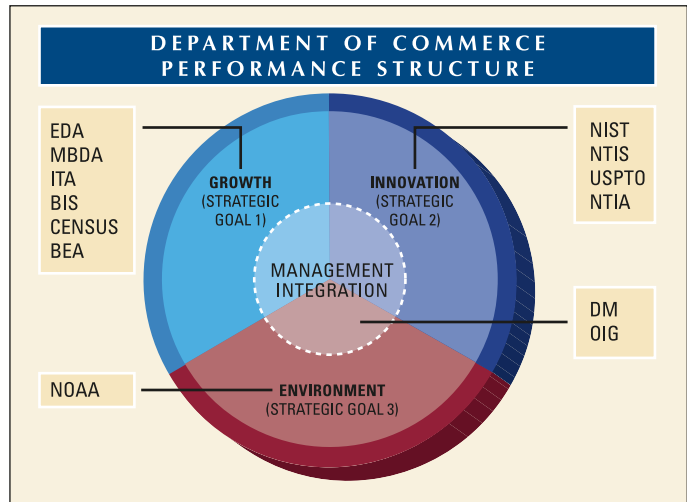 DEPARTMENT OF COMMERCE
PERFORMANCE STRUCTURE
EDA
MBDA
ITA
BIS
CENSUS
BEA
GROWTH
(STRATEGIC
GOAL 1)
INNOVATION
(STRATEGIC
GOAL 2)
NIST
NTIS
USPTO
NTIA
MANAGEMENT
INTEGRATION
DM
OIG
NOAA
ENVIRONMENT
(STRATEGIC GOAL 3)